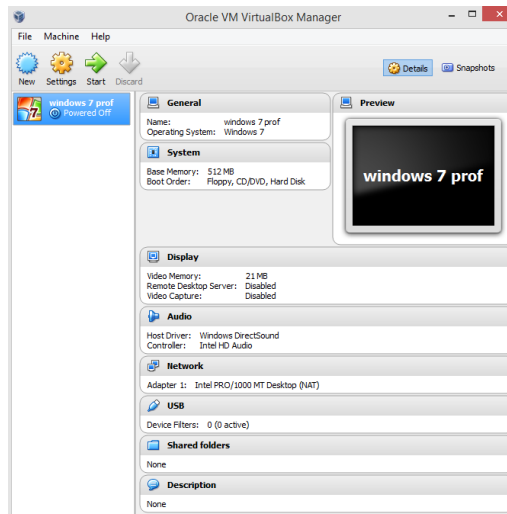 Oracle VM VirtualBox Manager
File Machine Help
New Settings Start Discard
Details Snapshots
windows 7 prof
Powered Off
General
Name: windows 7 prof
Operating System: Windows 7
System
Base Memory: 512 MB
Boot Order: Floppy, CD/DVD, Hard Disk
Preview
windows 7 prof
Display
Video Memory: 21 MB
Remote Desktop Server: Disabled
Video Capture: Disabled
Audio
Host Driver: Windows DirectSound
Controller: Intel HD Audio
Network
Adapter 1: Intel PRO/1000 MT Desktop (NAT)
USB
Device Filters: 0 (0 active)
Shared folders
None
Description
None